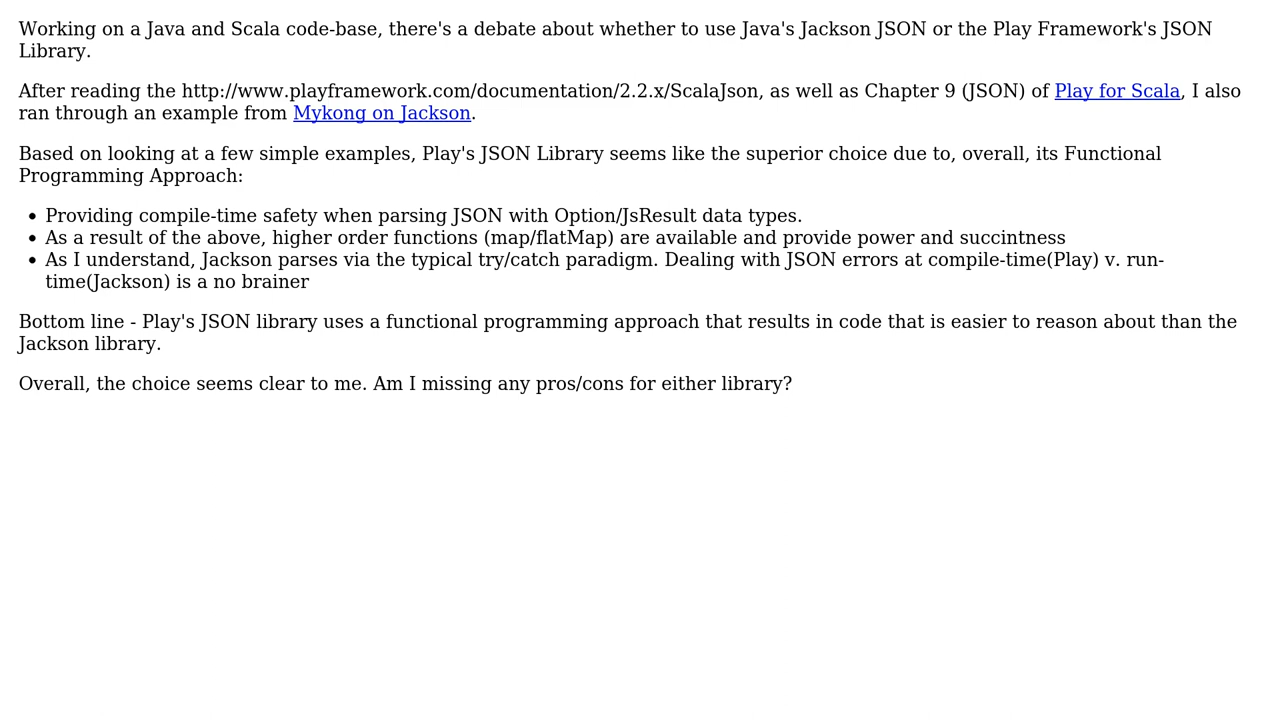 Working on a Java and Scala code-base, there's a debate about whether to use Java's Jackson JSON or the Play Framework's JSON
Library.
After reading the http://www.playframework.com/documentation/2.2.x/ScalaJson, as well as Chapter 9 (JSON) of Play for Scala, I also
ran through an example from Mykong on Jackson.
Based on looking at a few simple examples, Play's JSON Library seems like the superior choice due to, overall, its Functional
Programming Approach:
• Providing compile-time safety when parsing JSON with Option/JsResult data types.
• As a result of the above, higher order functions (map/flatMap) are available and provide power and succintness
• As I understand, Jackson parses via the typical try/catch paradigm. Dealing with JSON errors at compile-time(Play) v. run-
time(Jackson) is a no brainer
Bottom line - Play's JSON library uses a functional programming approach that results in code that is easier to reason about than the
Jackson library.
Overall, the choice seems clear to me. Am I missing any pros/cons for either library?